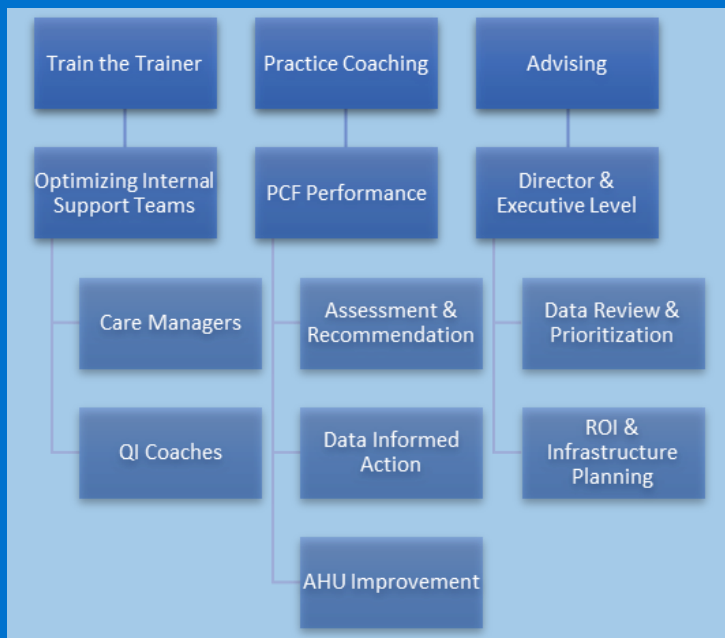 Train the Trainer
Practice Coaching
Advising
Optimizing Internal
Support Teams
PCF Performance
Director &
Executive Level
Care Managers
Assessment &
Recommendation
Data Review &
Prioritization
QI Coaches
Data Informed
Action
ROI &
Infrastructure
Planning
AHU Improvement